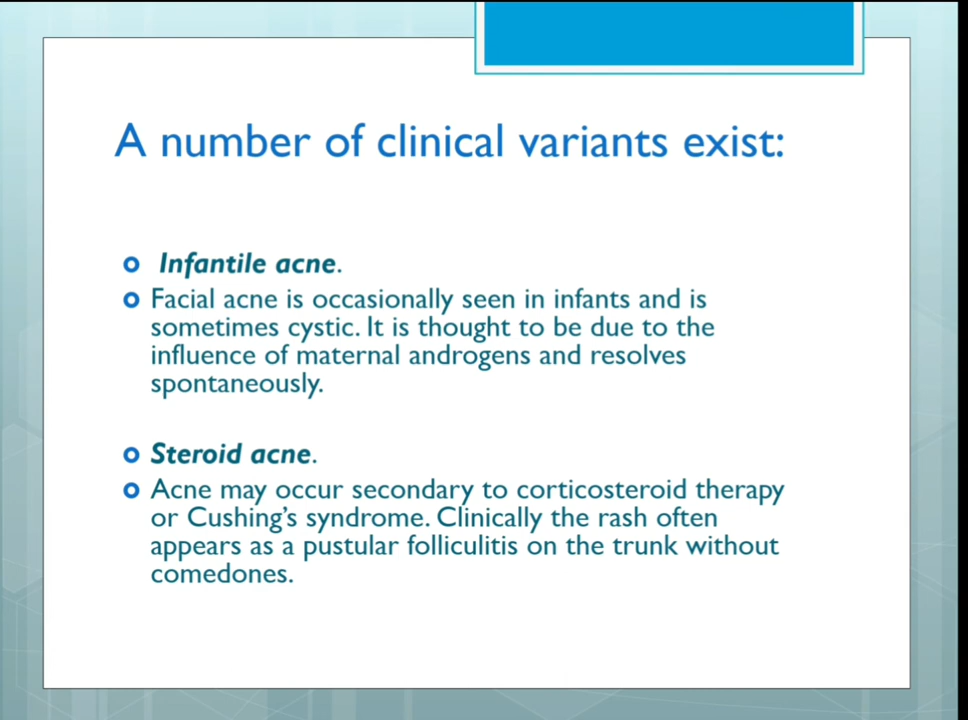 A number of clinical variants exist:
Infantile acne.
Facial acne is occasionally seen in infants and is
sometimes cystic. It is thought to be due to the
influence of maternal androgens and resolves
spontaneously.
Steroid acne.
Acne may occur secondary to corticosteroid therapy
or Cushing's syndrome. Clinically the rash often
appears as a pustular folliculitis on the trunk without
comedones.